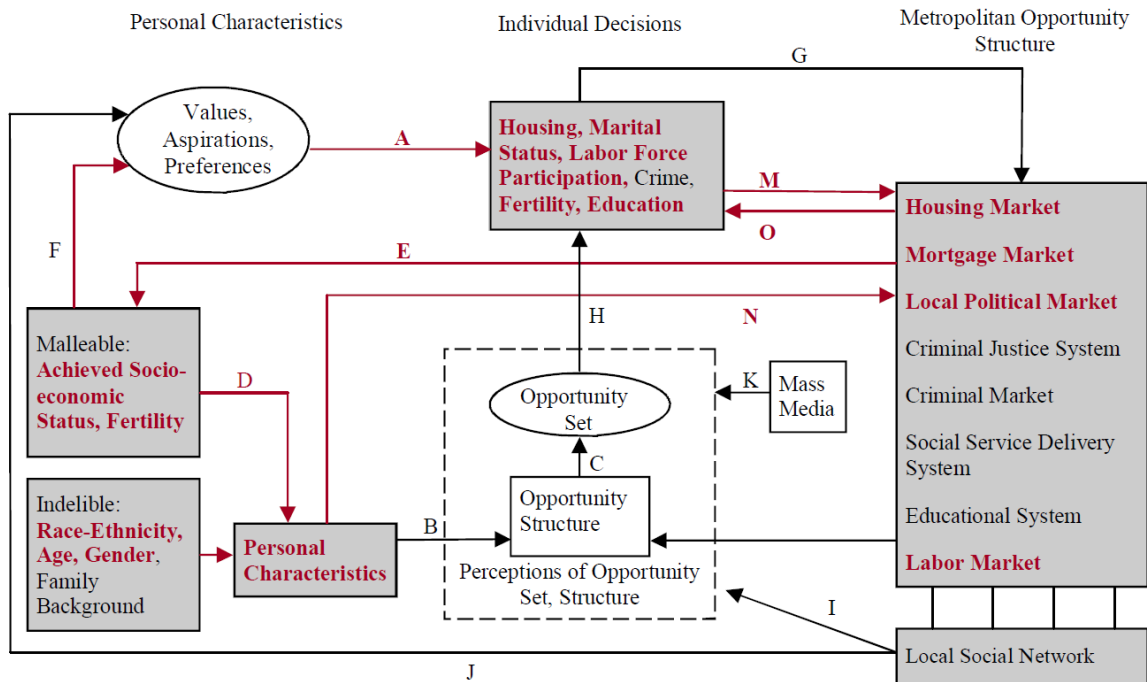 Personal Characteristics
Individual Decisions
Metropolitan Opportunity
Structure
G
Values,
Aspirations,
Preferences
A
Housing, Marital
Status, Labor Force
Participation, Crime,
Fertility, Education
M
O
Housing Market
Mortgage Market
Local Political Market
Criminal Justice System
Criminal Market
Social Service Delivery
System
Educational System
Labor Market
F
E
N
H
Malleable:
Achieved Socio-
economic
Status, Fertility
D
K
Mass
Media
Opportunity
Set
C
Opportunity
Structure
Perceptions of Opportunity
Set, Structure
Indelible:
Race-Ethnicity,
Age, Gender,
Family
Background
Personal
Characteristics
B
I
Local Social Network
J